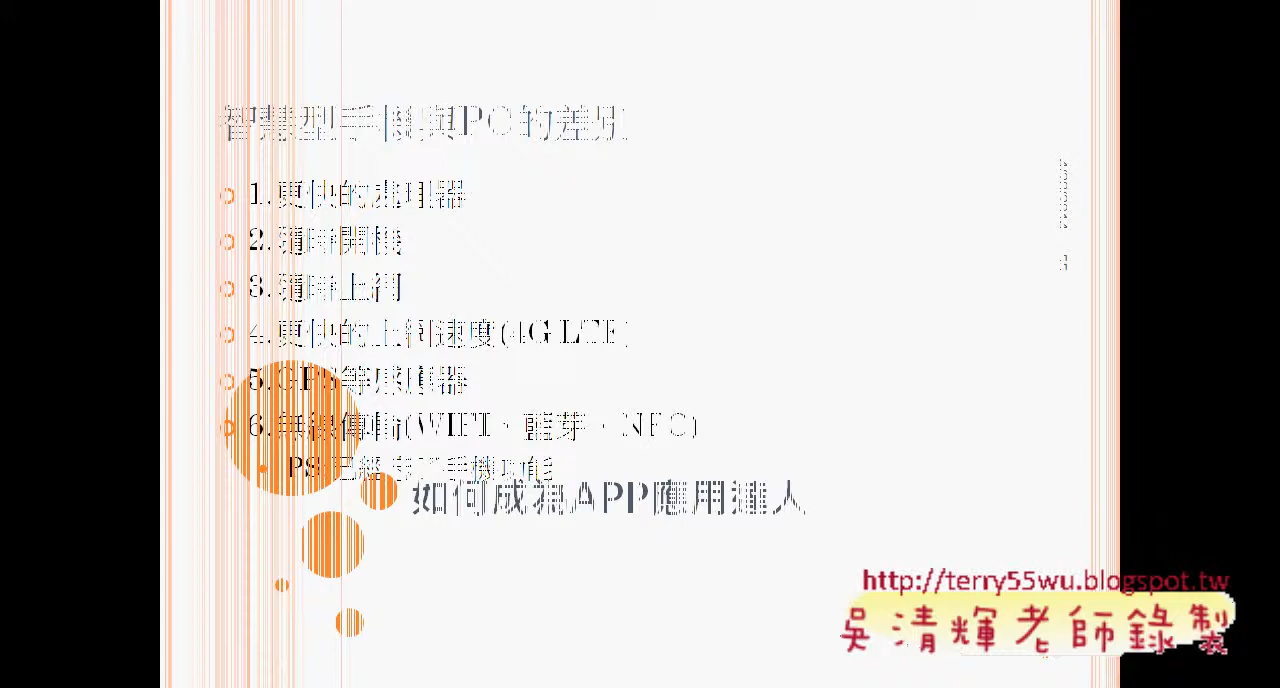 智慧型手機與PC的差別
1.更快的處理器
2.隨時開機
3.隨時上網
4.更快的上網速度(4G LTE)
5.GPS等感應器
6.無線傳輸(WIFI、藍芽、NFC)
如何成為APP應用達人
http://terry55wu.blogspot.tw
吳清輝老師錄製